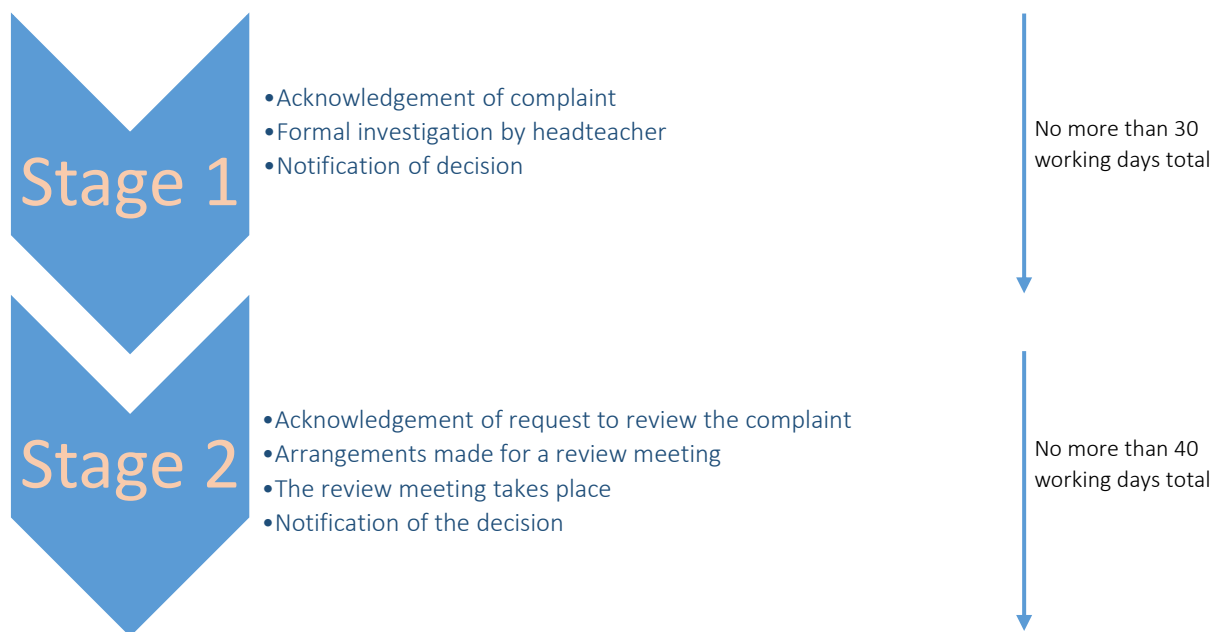 Stage 1
•Acknowledgement of complaint
•Formal investigation by headteacher
•Notification of decision
No more than 30
working days total
Stage 2
•Acknowledgement of request to review the complaint
•Arrangements made for a review meeting
•The review meeting takes place
•Notification of the decision
No more than 40
working days total